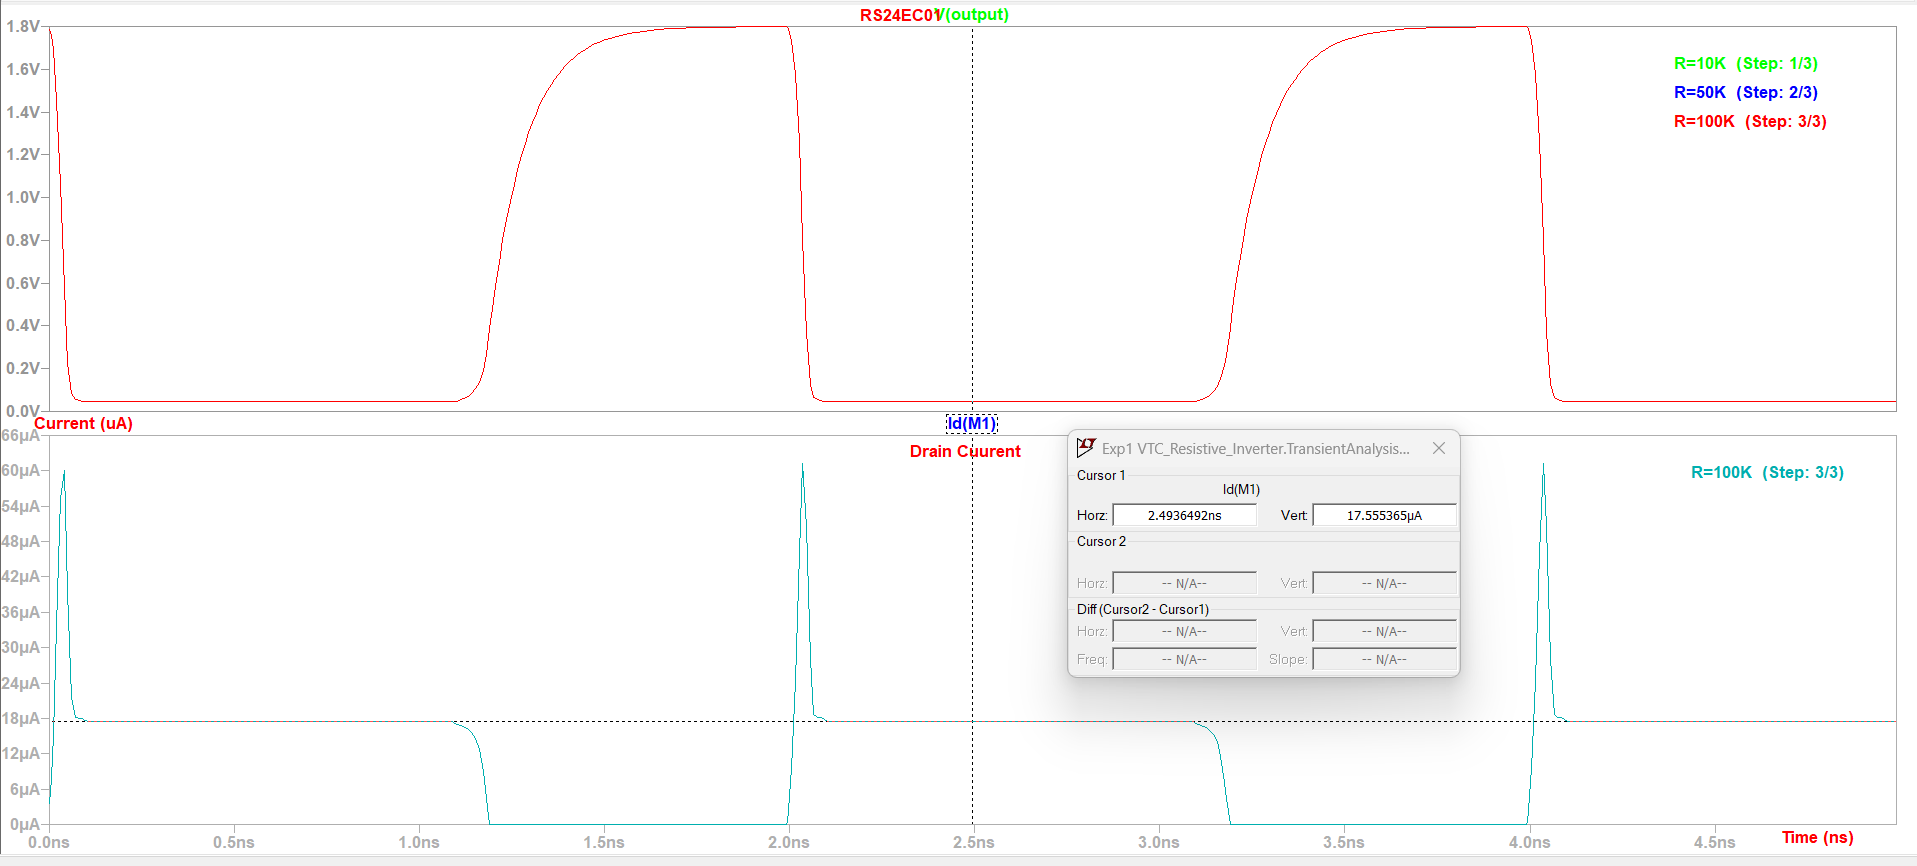 RS24EC01 V(output)
1.8V
1.6V
1.4V
1.2V
1.0V
0.8V
0.6V
0.4V
0.2V
0.0V
R=10K (Step: 1/3)
R=50K (Step: 2/3)
R=100K (Step: 3/3)
Current (uA)
Id(M1)
Drain Cuurent
R=100K (Step: 3/3)
66µA
60µA
54µA
48µA
42µA
36µA
30µA
24µA
18µA
12µA
6µA
0µA
Exp1 VTC_Resistive_Inverter.TransientAnalysis...
Cursor 1
Id(M1)
Horz: 2.4936492ns Vert: 17.555365µA
Cursor 2
Horz: -- N/A-- Vert: -- N/A--
Diff (Cursor2 - Cursor1)
Horz: -- N/A-- Vert: -- N/A--
Freq: -- N/A-- Slope: -- N/A--
0.0ns 0.5ns 1.0ns 1.5ns 2.0ns 2.5ns 3.0ns 3.5ns 4.0ns 4.5ns
Time (ns)